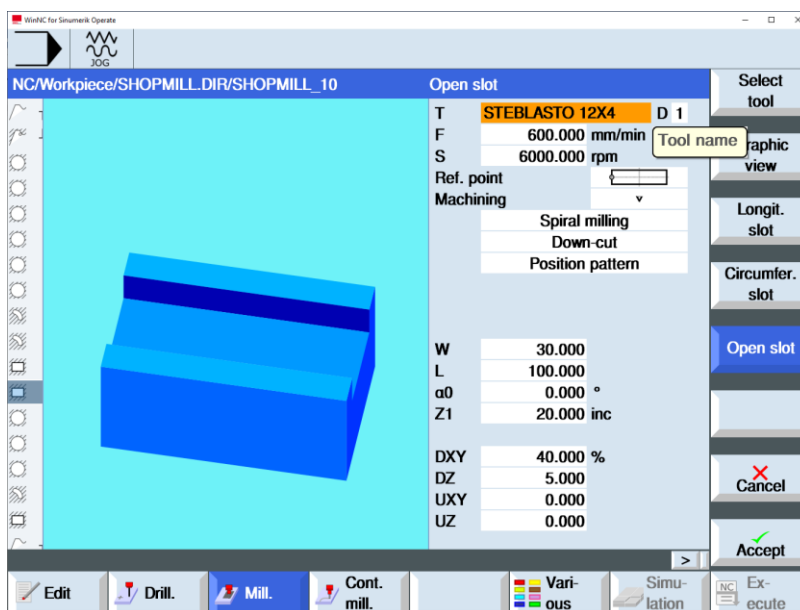 WinNC for Sinumerik Operate
JOG
NC/Workpiece/SHOPMILL.DIR/SHOPMILL_10
Open slot
T STEBLASTO 12X4 D 1
F 600.000 mm/min
Tool name
S 6000.000 rpm
Ref. point
Machining v
Spiral milling
Down-cut
Position pattern
W 30.000
L 100.000
α0 0.000 °
Z1 20.000 inc
DXY 40.000 %
DZ 5.000
UXY 0.000
UZ 0.000
Select
tool
raphic
view
Longit.
slot
Circumfer.
slot
Open slot
Cancel
Accept
>
Edit
Drill.
Mill.
Cont.
mill.
Vari-
ous
Simu-
lation
NC
Ex-
ecute